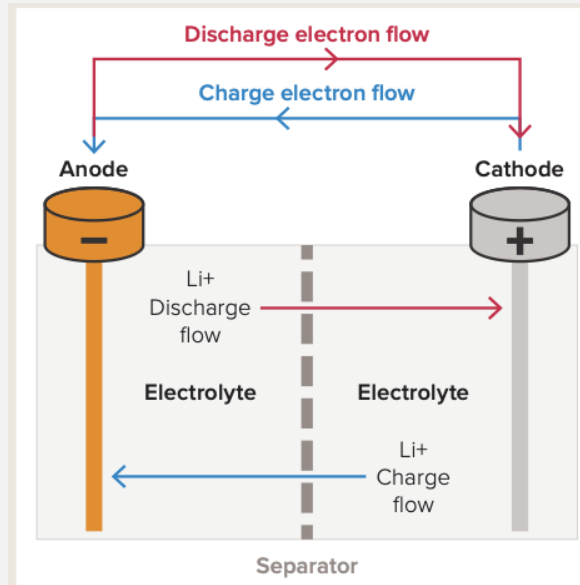 Discharge electron flow
Charge electron flow
Anode
Cathode
−
+
Li+
Discharge
flow
Electrolyte
Electrolyte
Li+
Charge
flow
Separator